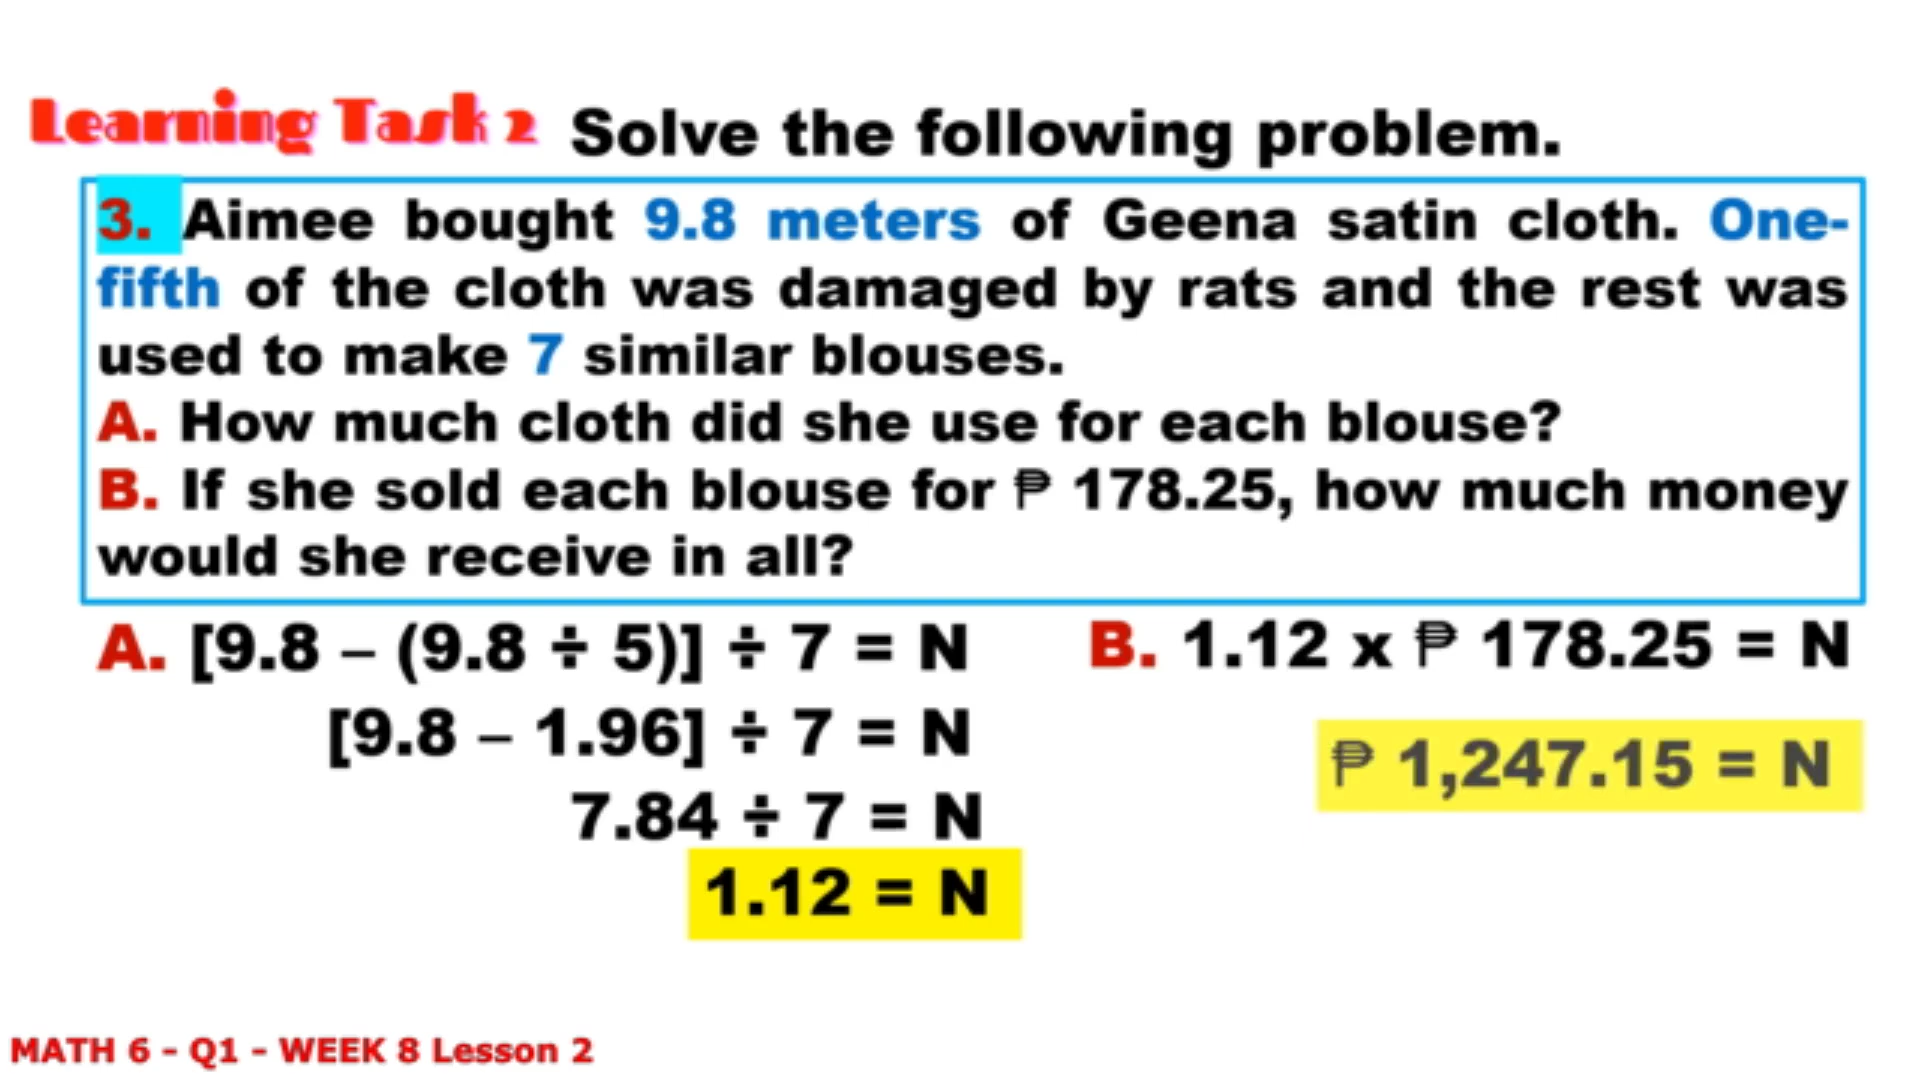 Learning Task 2 Solve the following problem.
3. Aimee bought 9.8 meters of Geena satin cloth. One-
fifth of the cloth was damaged by rats and the rest was
used to make 7 similar blouses.
A. How much cloth did she use for each blouse?
B. If she sold each blouse for ₱ 178.25, how much money
would she receive in all?
A. [9.8 – (9.8 ÷ 5)] ÷ 7 = N
[9.8 – 1.96] ÷ 7 = N
7.84 ÷ 7 = N
1.12 = N
B. 1.12 x ₱ 178.25 = N
₱ 1,247.15 = N
MATH 6 - Q1 - WEEK 8 Lesson 2